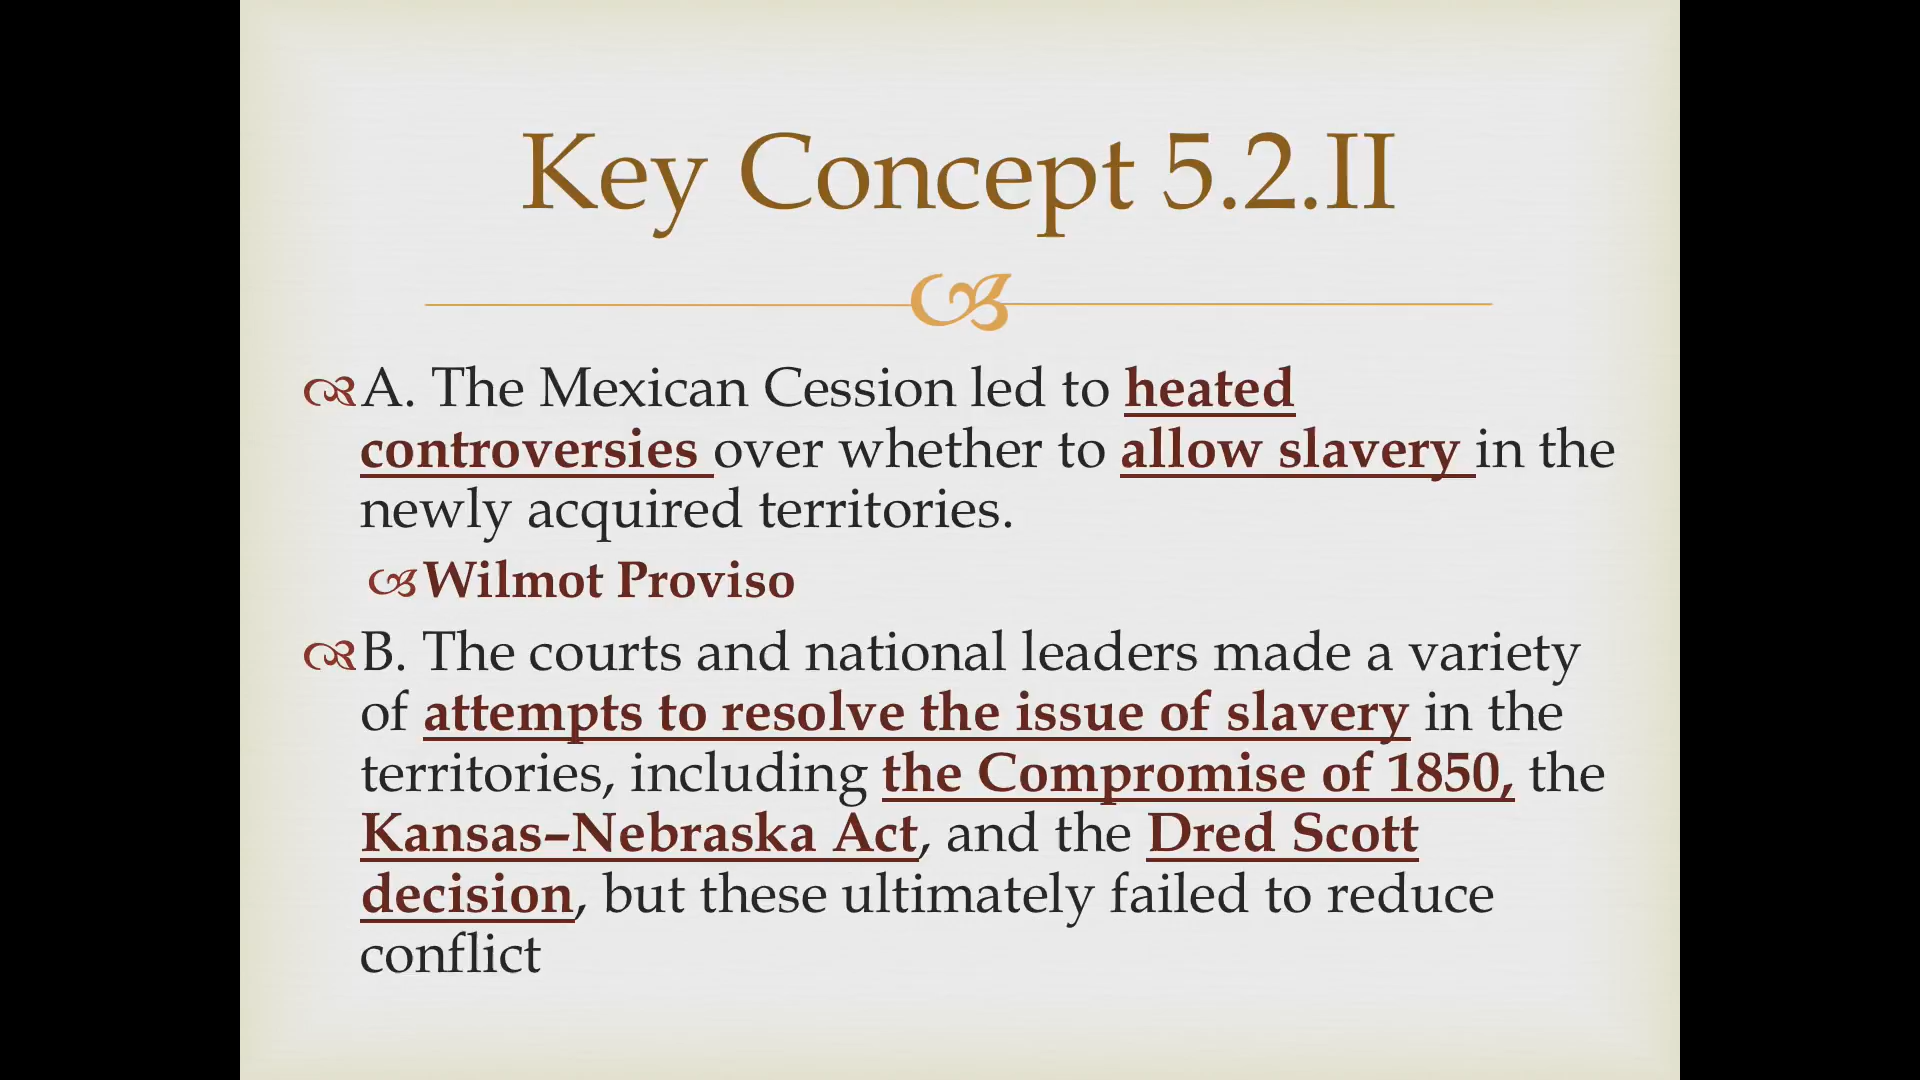 Key Concept 5.2.II
A. The Mexican Cession led to heated
controversies over whether to allow slavery in the
newly acquired territories.
Wilmot Proviso
B. The courts and national leaders made a variety
of attempts to resolve the issue of slavery in the
territories, including the Compromise of 1850, the
Kansas–Nebraska Act, and the Dred Scott
decision, but these ultimately failed to reduce
conflict